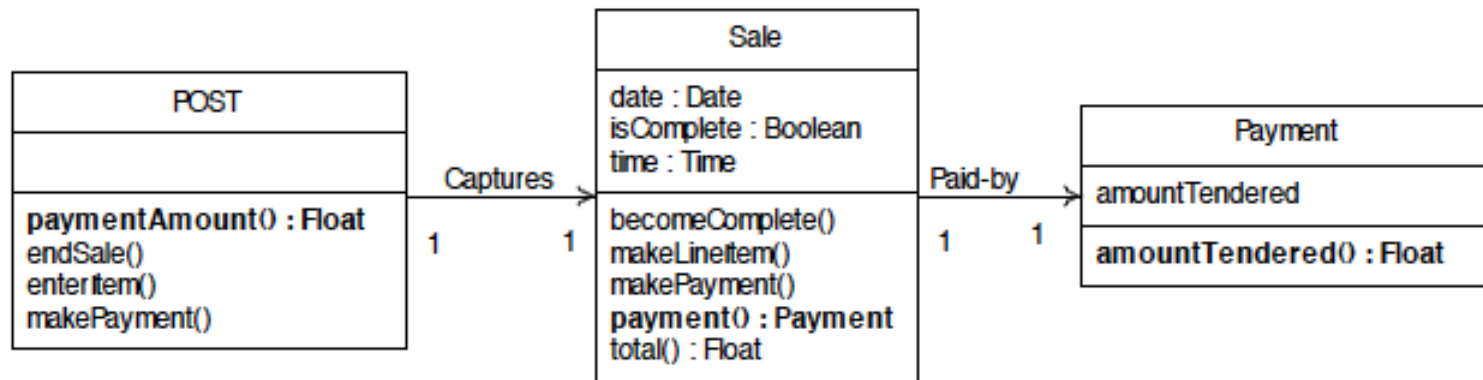 POST
paymentAmount() : Float
endSale()
enterItem()
makePayment()
Captures
1
1
Sale
date : Date
isComplete : Boolean
time : Time
becomeComplete()
makeLineItem()
makePayment()
payment() : Payment
total() : Float
Paid-by
1
1
Payment
amountTendered
amountTendered() : Float